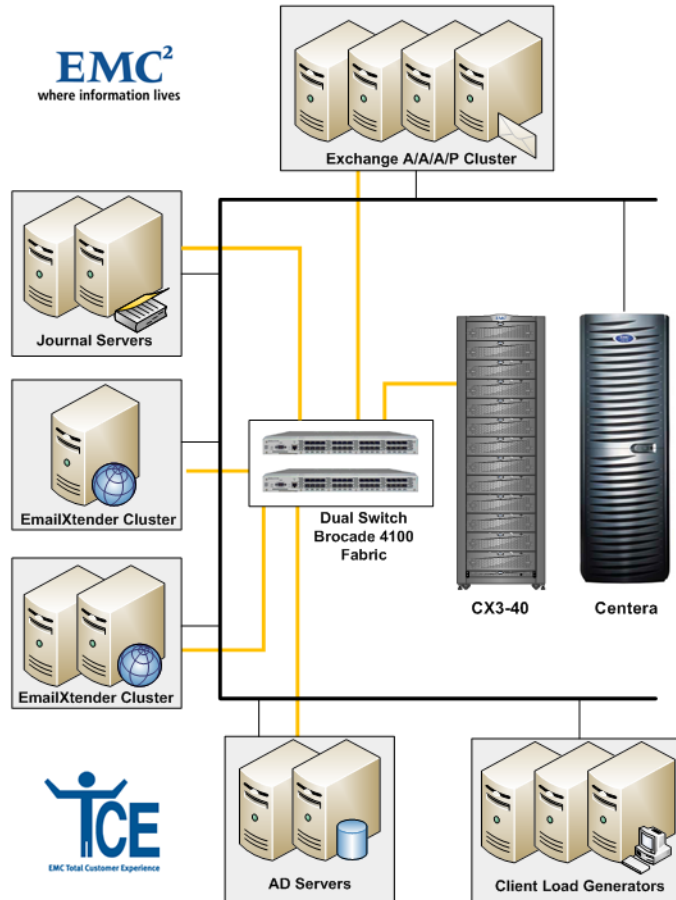 EMC²
where information lives
Exchange A/A/A/P Cluster
Journal Servers
EmailXtender Cluster
Dual Switch
Brocade 4100
Fabric
EMC²
CX3-40
Centera
EmailXtender Cluster
TCE
EMC Total Customer Experience
AD Servers
Client Load Generators